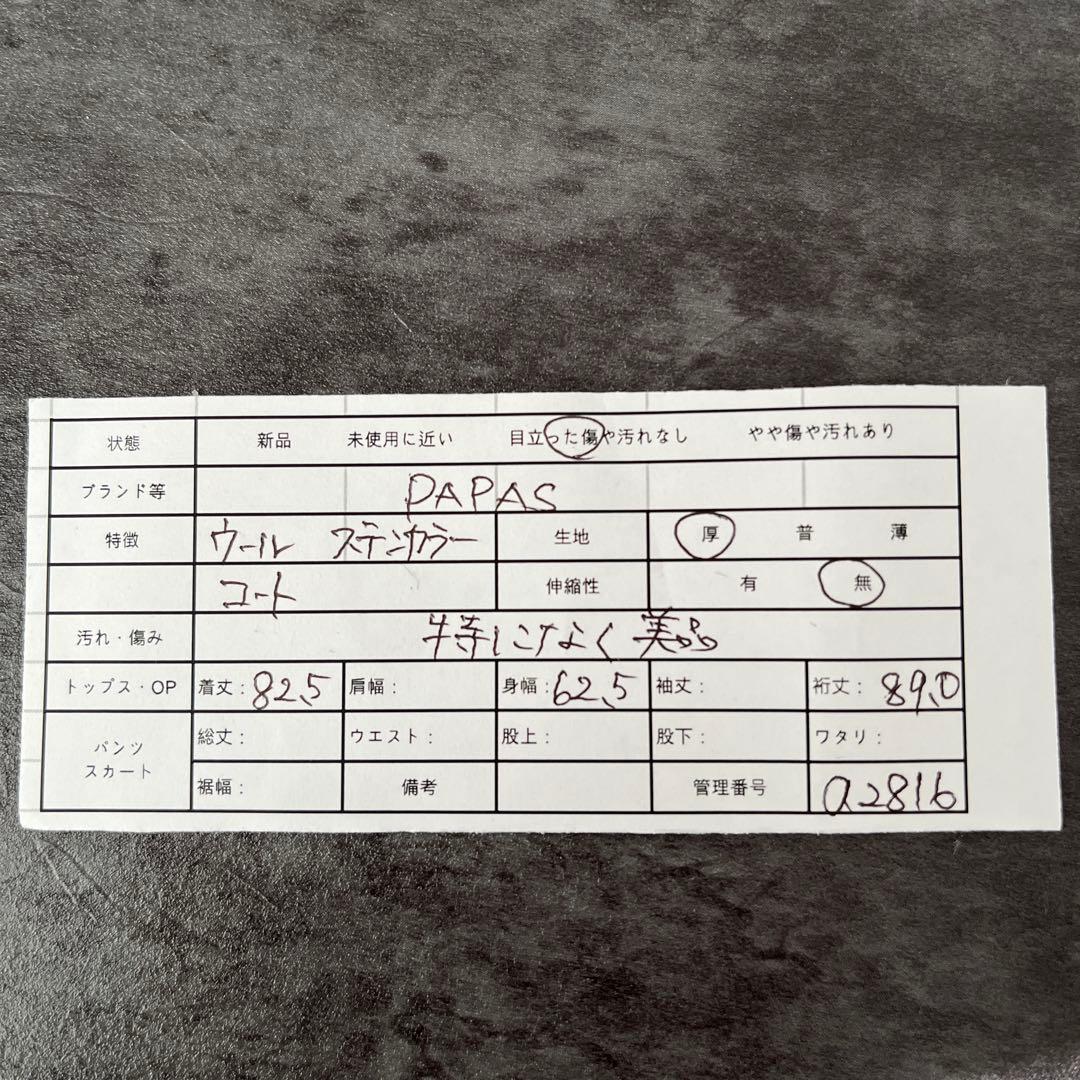 状態 新品 未使用に近い 目立った傷や汚れなし やや傷や汚れあり
ブランド等 PAPAS
特徴 ウール ステンカラー 生地 厚 普 薄
コート 伸縮性 有 無
汚れ・傷み 特になく 美品
トップス・OP 着丈：82.5 肩幅： 身幅：62.5 袖丈： 裄丈：89.0
パンツ スカート 総丈： ウエスト： 股上： 股下： ワタリ：
裾幅： 備考 管理番号 a2816